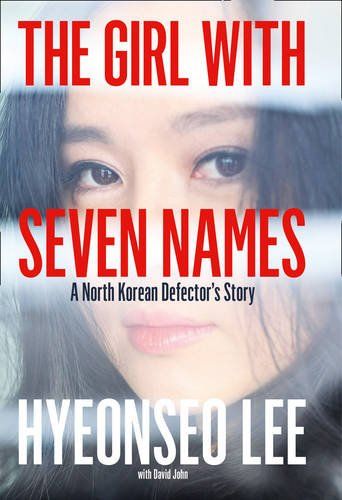 THE GIRL WITH
SEVEN NAMES
A North Korean Defector's Story
HYEONSEO LEE
with David John